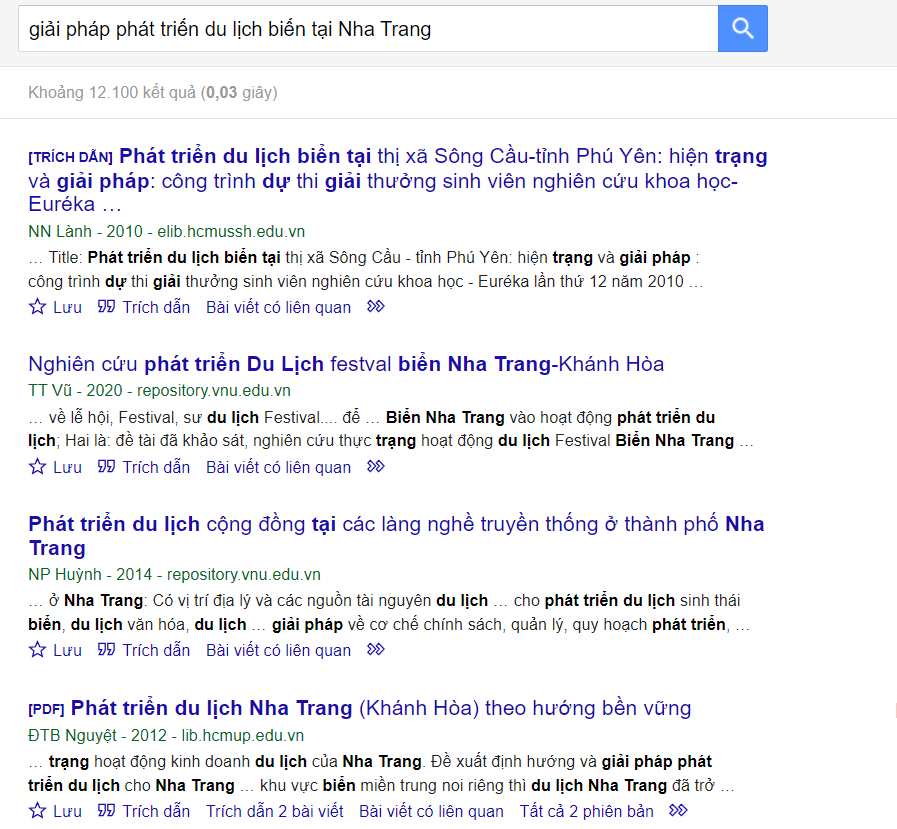 giải pháp phát triển du lịch biển tại Nha Trang
Khoảng 12.100 kết quả (0,03 giây)
[TRÍCH DẪN] Phát triển du lịch biển tại thị xã Sông Cầu-tỉnh Phú Yên: hiện trạng
và giải pháp: công trình dự thi giải thưởng sinh viên nghiên cứu khoa học-
Euréka …
NN Lành - 2010 - elib.hcmussh.edu.vn
… Title: Phát triển du lịch biển tại thị xã Sông Cầu - tỉnh Phú Yên: hiện trạng và giải pháp :
công trình dự thi giải thưởng sinh viên nghiên cứu khoa học - Euréka lần thứ 12 năm 2010 …
Lưu Trích dẫn Bài viết có liên quan
Nghiên cứu phát triển Du Lịch festval biển Nha Trang-Khánh Hòa
TT Vũ - 2020 - repository.vnu.edu.vn
… về lễ hội, Festival, sư du lịch Festival.... để … Biển Nha Trang vào hoạt động phát triển du
lịch; Hai là: đề tài đã khảo sát, nghiên cứu thực trạng hoạt động du lịch Festival Biển Nha Trang …
Lưu Trích dẫn Bài viết có liên quan
Phát triển du lịch cộng đồng tại các làng nghề truyền thống ở thành phố Nha
Trang
NP Huỳnh - 2014 - repository.vnu.edu.vn
… ở Nha Trang: Có vị trí địa lý và các nguồn tài nguyên du lịch … cho phát triển du lịch sinh thái
biển, du lịch văn hóa, du lịch … giải pháp về cơ chế chính sách, quản lý, quy hoạch phát triển, …
Lưu Trích dẫn Bài viết có liên quan
[PDF] Phát triển du lịch Nha Trang (Khánh Hòa) theo hướng bền vững
ĐTB Nguyệt - 2012 - lib.hcmup.edu.vn
… trạng hoạt động kinh doanh du lịch của Nha Trang. Đề xuất định hướng và giải pháp phát
triển du lịch cho Nha Trang … khu vực biển miền trung noi riêng thì du lịch Nha Trang đã trở …
Lưu Trích dẫn Trích dẫn 2 bài viết Bài viết có liên quan Tất cả 2 phiên bản